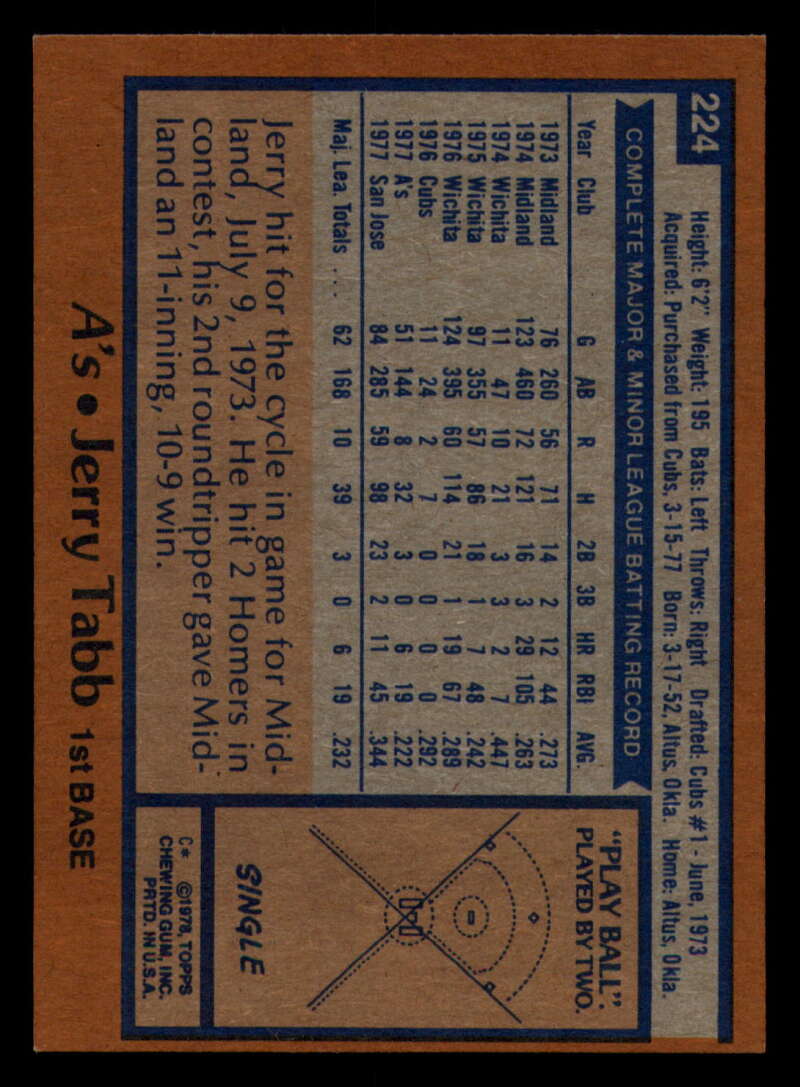 224
Height: 6'2" Weight: 195 Bats: Left Throws: Right Drafted: Cubs #1 - June, 1973
Acquired: Purchased from Cubs, 3-15-77 Born: 3-17-52, Altus, Okla. Home: Altus, Okla.
COMPLETE MAJOR & MINOR LEAGUE BATTING RECORD
Year Club G AB R H 2B 3B HR RBI AVG.
1973 Midland 76 260 56 71 14 2 12 44 .273
1974 Midland 123 460 72 121 16 3 29 105 .263
1974 Wichita 11 47 10 21 3 3 2 7 .447
1975 Wichita 97 355 57 86 18 1 7 48 .242
1976 Wichita 124 395 60 114 21 1 19 67 .289
1976 Cubs 11 24 2 7 0 0 0 0 .292
1977 A's 51 144 8 32 3 0 6 19 .222
1977 San Jose 84 285 59 98 23 2 11 45 .344
Maj. Lea. Totals . . . 62 168 10 39 3 0 6 19 .232
Jerry hit for the cycle in game for Mid-
land, July 9, 1973. He hit 2 Homers in
contest, his 2nd roundtripper gave Mid-
land an 11-inning, 10-9 win.
"PLAY BALL":
PLAYED BY TWO.
SINGLE
C* ©1978, TOPPS
CHEWING GUM, INC.
PRTD. IN U.S.A.
A's • Jerry Tabb 1st BASE